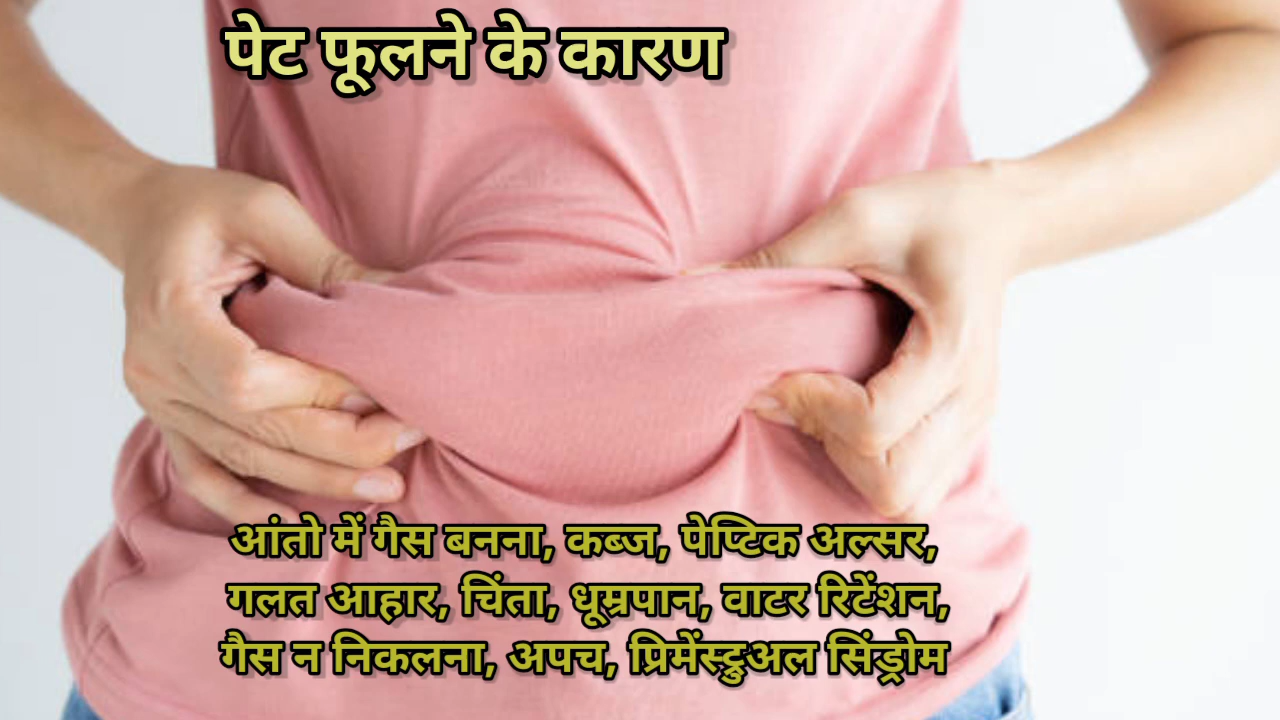 पेट फूलने के कारण
आंतो में गैस बनना, कब्ज, पेप्टिक अल्सर,
गलत आहार, चिंता, धूम्रपान, वाटर रिटेंशन,
गैस न निकलना, अपच, प्रिमेंस्ट्रुअल सिंड्रोम